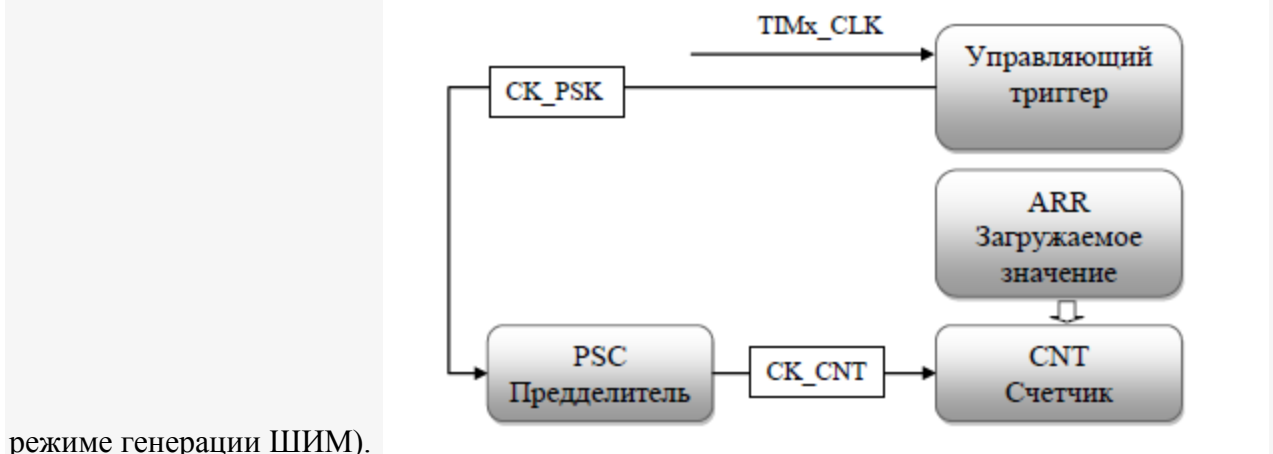 TIMx_CLK
Управляющий
триггер
CK_PSK
ARR
Загружаемое
значение
PSC
Предделитель
CK_CNT
CNT
Счетчик
режиме генерации ШИМ).